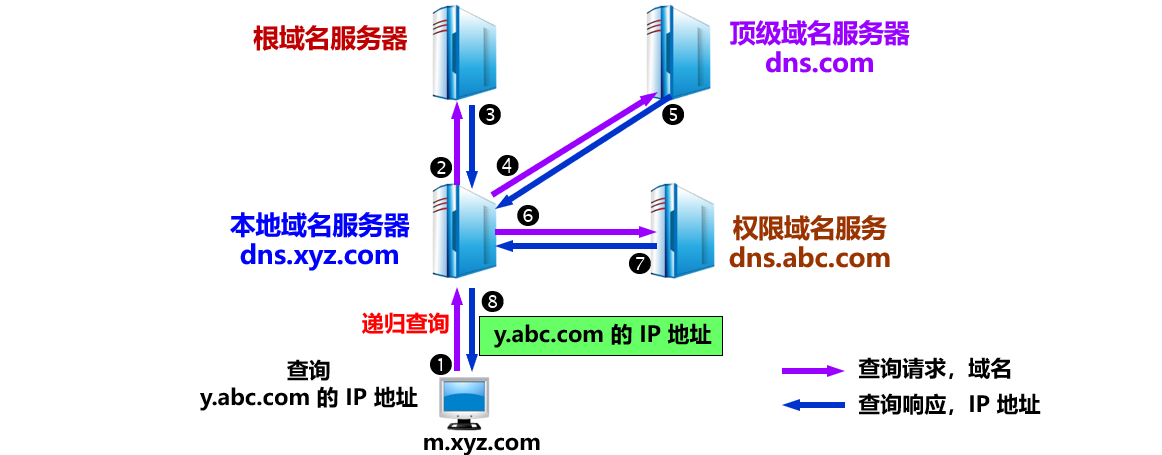 根域名服务器
顶级域名服务器
dns.com
❸
❺
❷
❹
本地域名服务器
dns.xyz.com
❻
权限域名服务
dns.abc.com
❼
❽
递归查询
y.abc.com 的 IP 地址
❶
查询
y.abc.com 的 IP 地址
m.xyz.com
查询请求，域名
查询响应，IP 地址